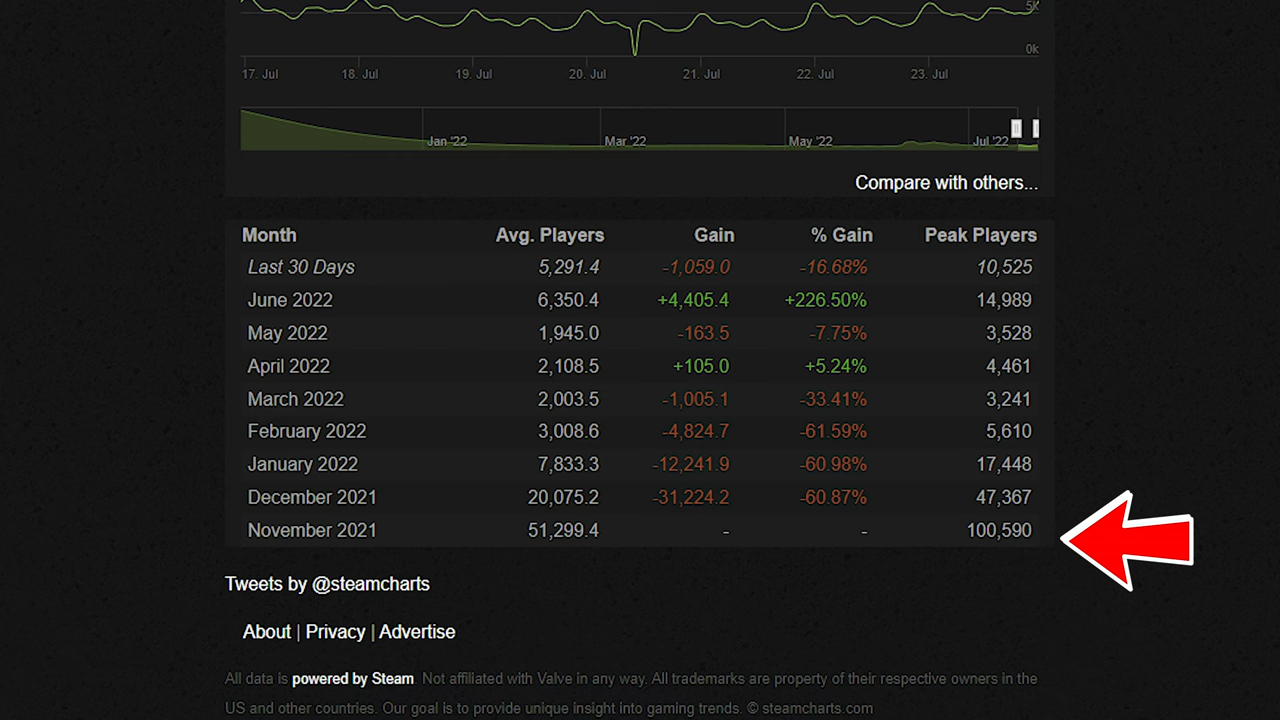 5K
0k
17. Jul 18. Jul 19. Jul 20. Jul 21. Jul 22. Jul 23. Jul
Jan '22 Mar '22 May '22 Jul '22
Compare with others...
Month Avg. Players Gain % Gain Peak Players
Last 30 Days 5,291.4 -1,059.0 -16.68% 10,525
June 2022 6,350.4 +4,405.4 +226.50% 14,989
May 2022 1,945.0 -163.5 -7.75% 3,528
April 2022 2,108.5 +105.0 +5.24% 4,461
March 2022 2,003.5 -1,005.1 -33.41% 3,241
February 2022 3,008.6 -4,824.7 -61.59% 5,610
January 2022 7,833.3 -12,241.9 -60.98% 17,448
December 2021 20,075.2 -31,224.2 -60.87% 47,367
November 2021 51,299.4 - - 100,590
Tweets by @steamcharts
About | Privacy | Advertise
All data is powered by Steam. Not affiliated with Valve in any way. All trademarks are property of their respective owners in the
US and other countries. Our goal is to provide unique insight into gaming trends. © steamcharts.com